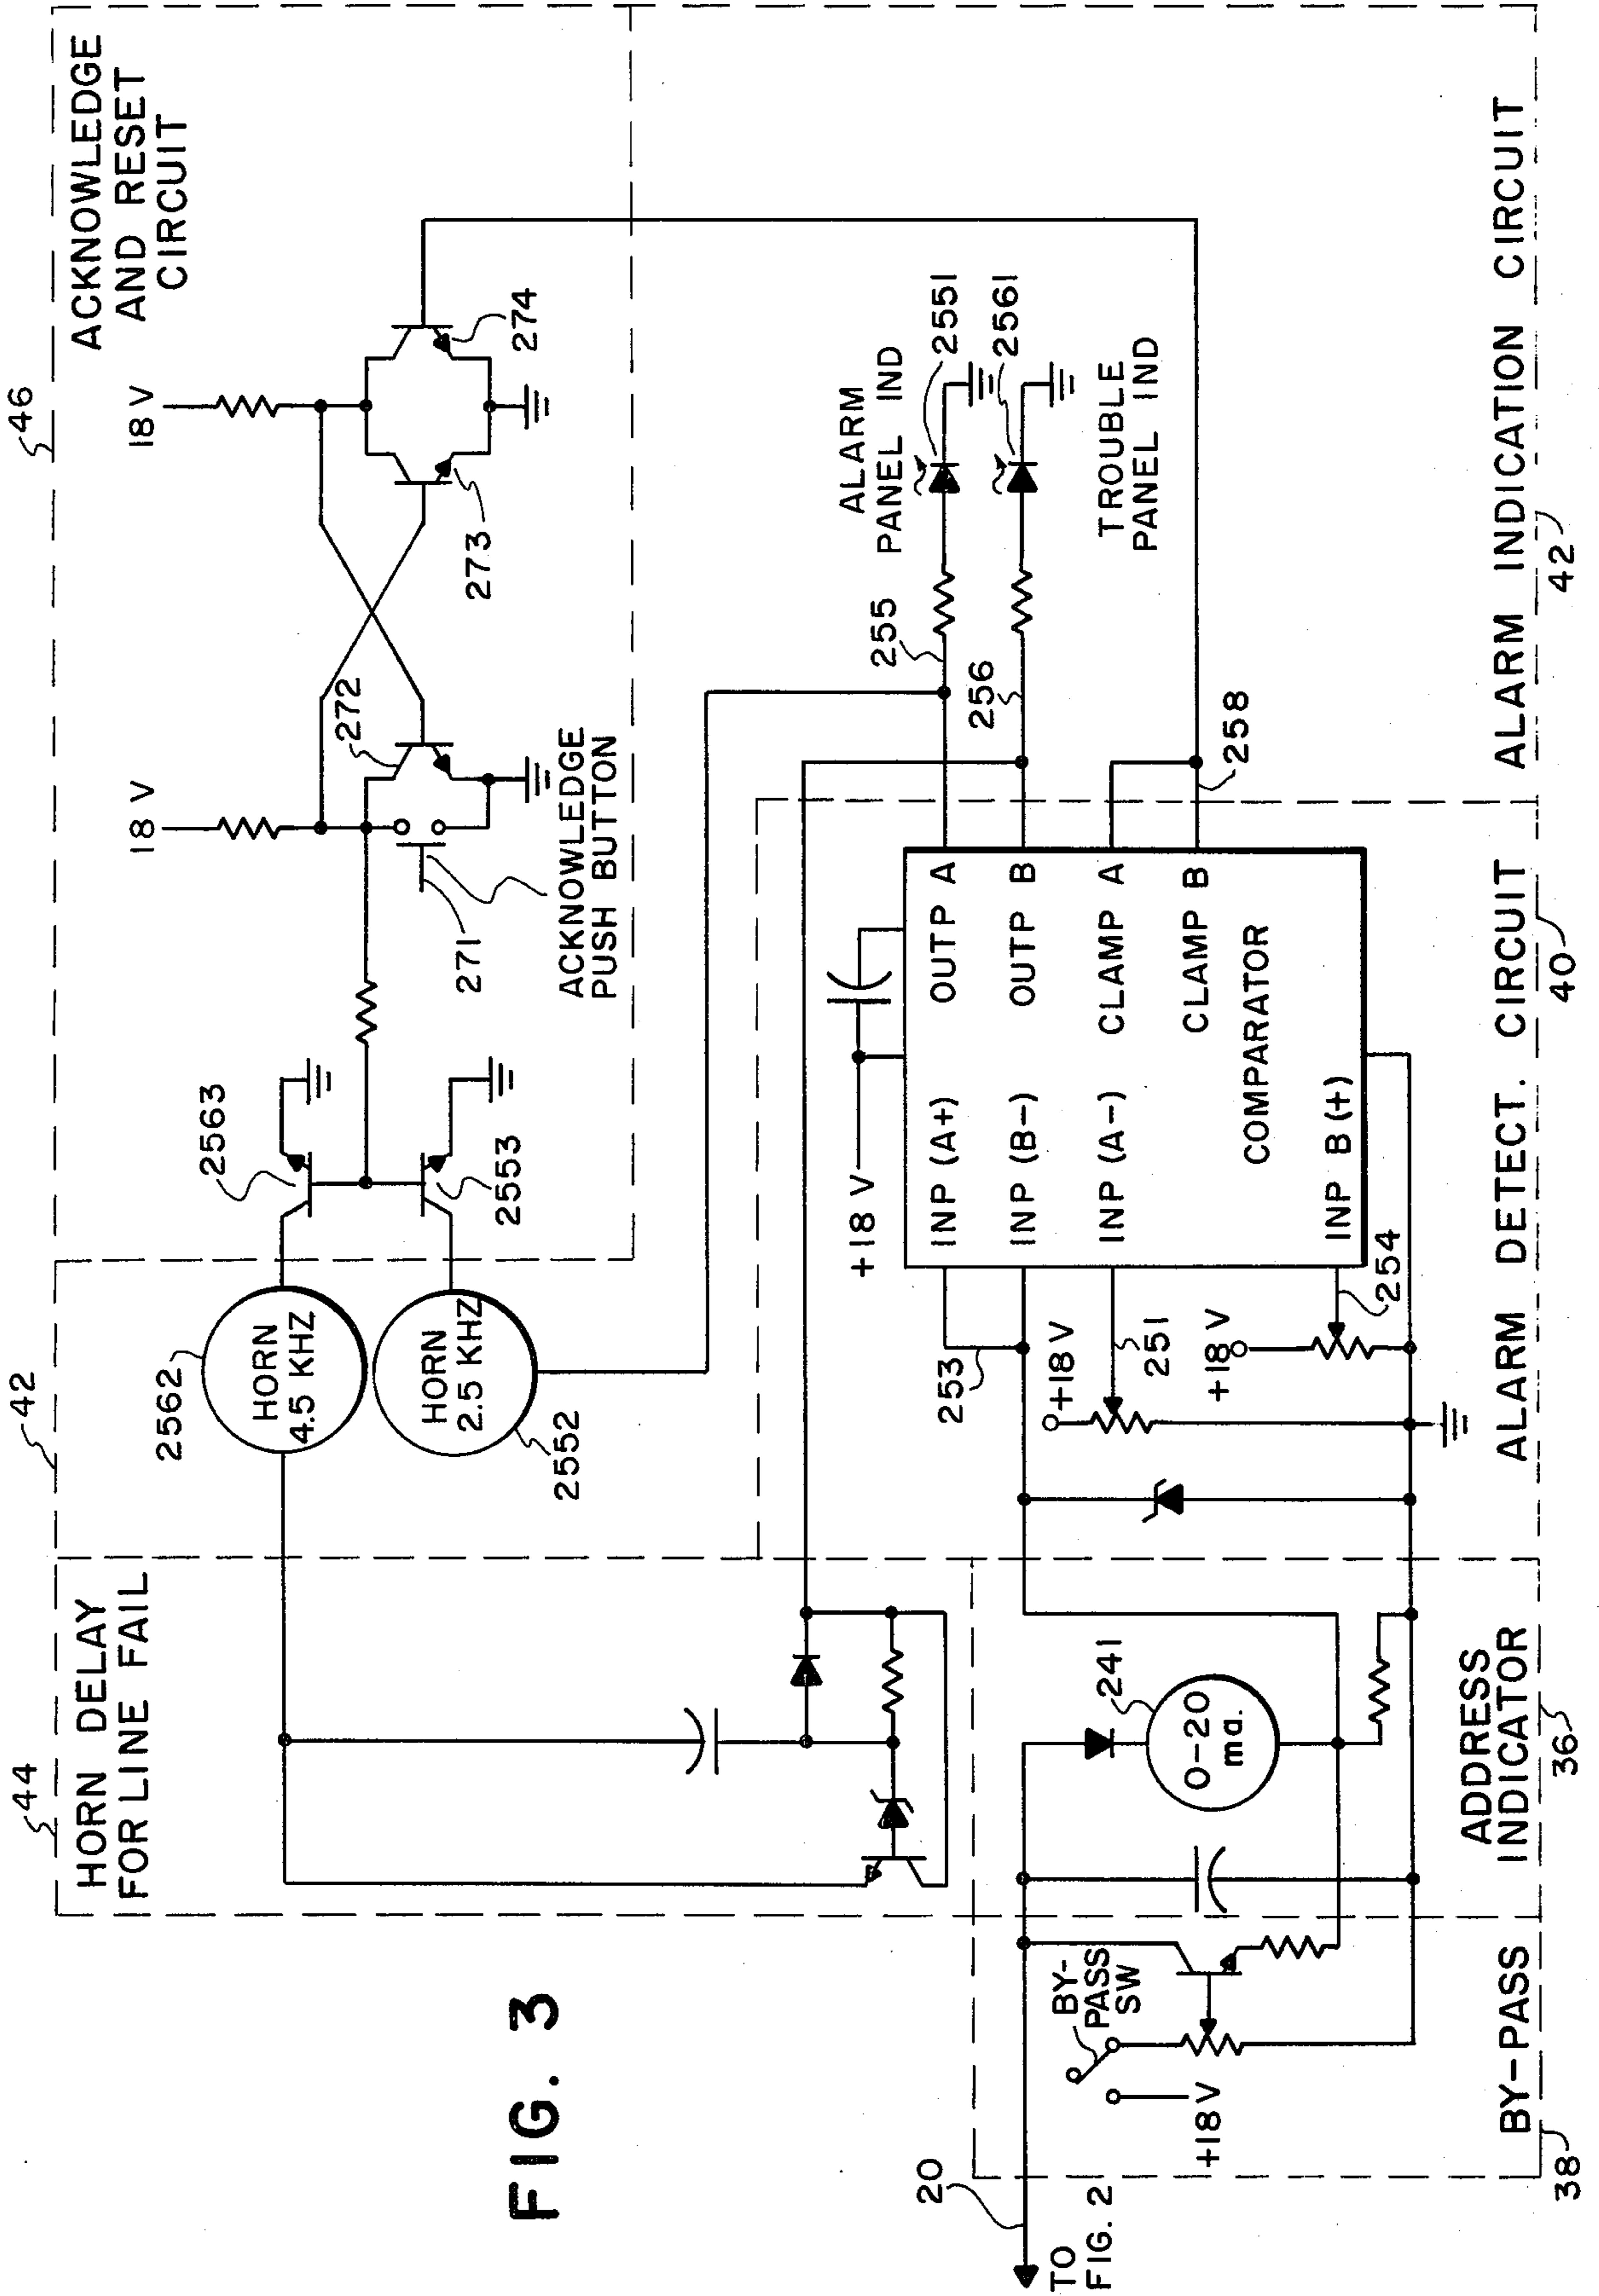 FIG. 3
44
HORN DELAY
FOR LINE FAIL
42
2562
HORN
4.5 KHZ
HORN
2.5 KHZ
2552
2563
2553
46
ACKNOWLEDGE
AND RESET
CIRCUIT
18 V
18 V
272
271
ACKNOWLEDGE
PUSH BUTTON
273
274
ALARM
PANEL IND
255
2551
256
2561
TROUBLE
PANEL IND
258
ALARM INDICATION CIRCUIT
42
+18 V
INP (A+)
OUTP A
INP (B-)
OUTP B
INP (A-)
CLAMP A
CLAMP B
COMPARATOR
INP B (+)
253
+18 V
251
+18 V
254
ALARM DETECT. CIRCUIT
40
241
0-20
ma.
ADDRESS
INDICATOR
36
BY-
PASS
SW
+18V
BY-PASS
38
20
TO
FIG. 2